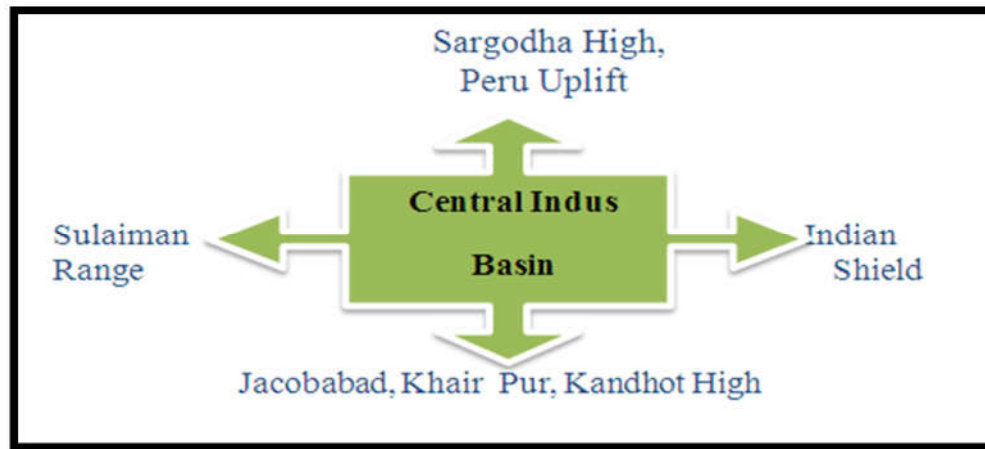 Sargodha High,
Peru Uplift
Central Indus
Basin
Sulaiman
Range
Indian
Shield
Jacobabad, Khair Pur, Kandhot High